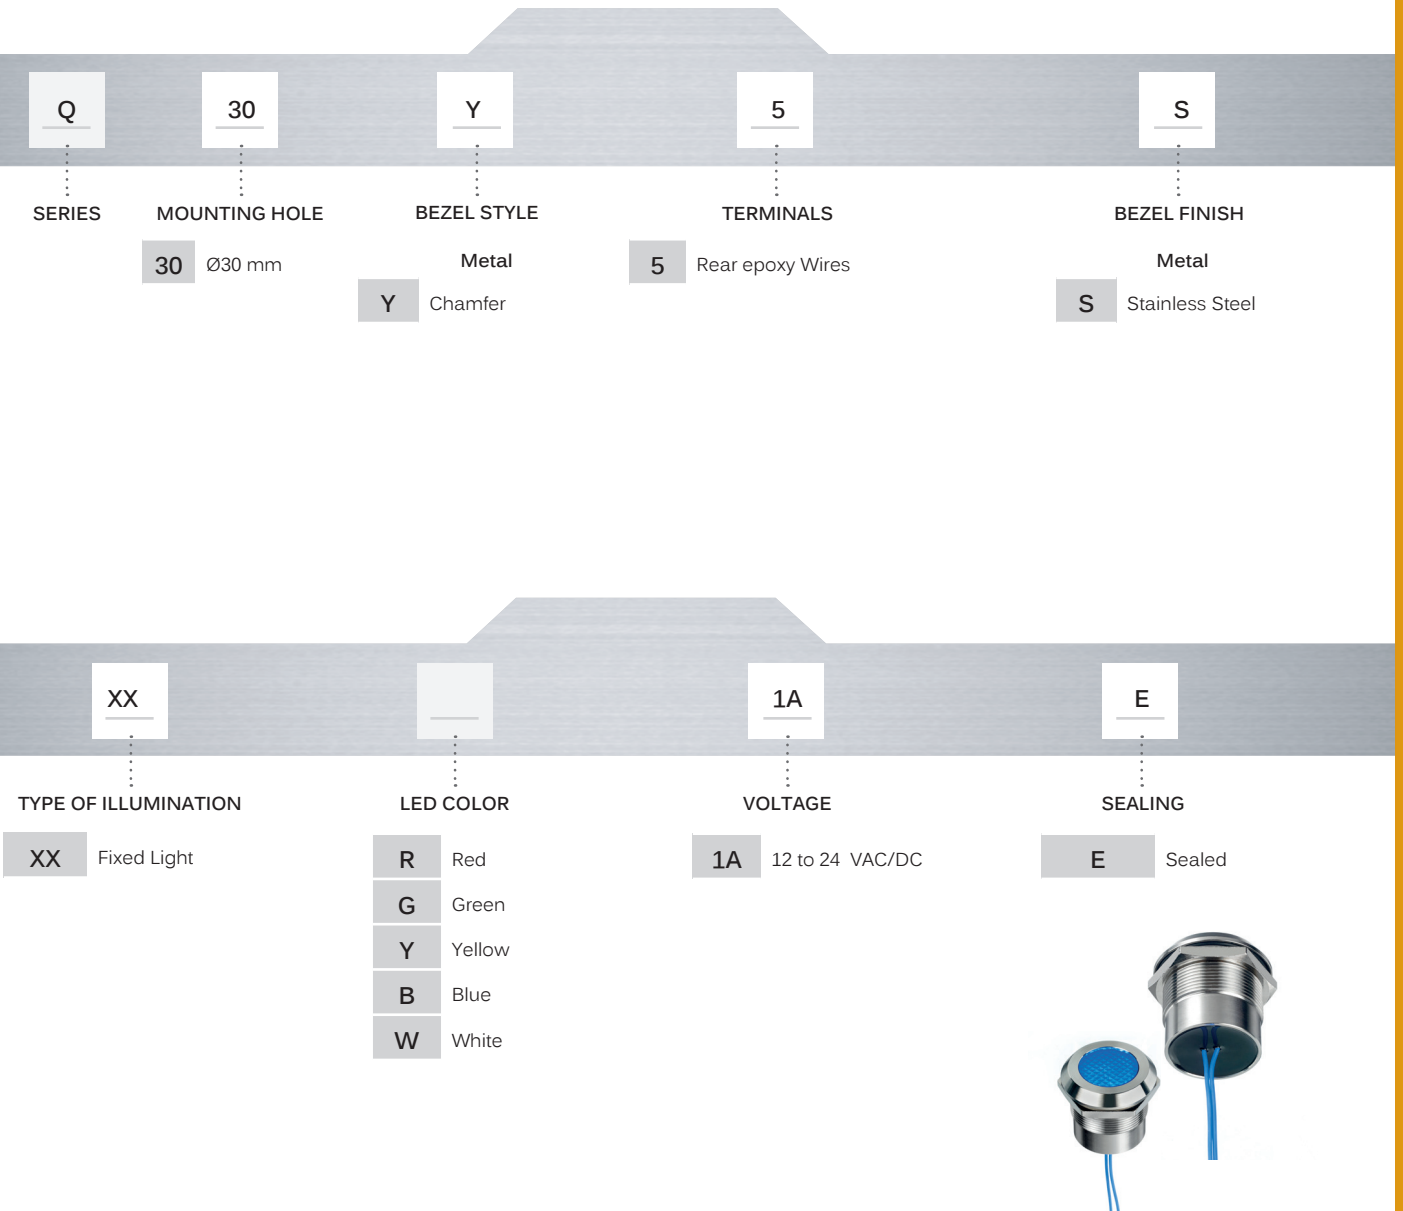 Q 30 Y 5 S
SERIES MOUNTING HOLE BEZEL STYLE TERMINALS BEZEL FINISH
30 Ø30 mm Metal 5 Rear epoxy Wires Metal
Y Chamfer S Stainless Steel
XX 1A E
TYPE OF ILLUMINATION LED COLOR VOLTAGE SEALING
XX Fixed Light R Red 1A 12 to 24 VAC/DC E Sealed
G Green
Y Yellow
B Blue
W White